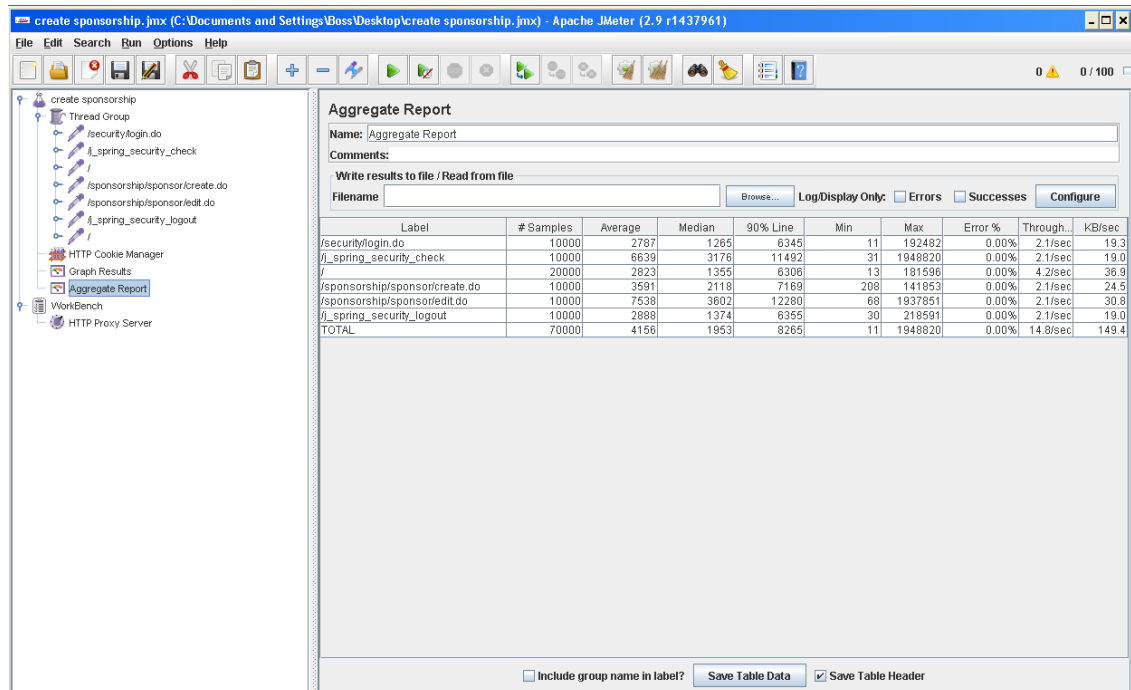 create sponsorship.jmx (C:\Documents and Settings\Boss\Desktop\create sponsorship.jmx) - Apache JMeter (2.9 r1437961)
File Edit Search Run Options Help
0 0 / 100
create sponsorship
Thread Group
/security/login.do
/j_spring_security_check
/
/sponsorship/sponsor/create.do
/sponsorship/sponsor/edit.do
/j_spring_security_logout
/
HTTP Cookie Manager
Graph Results
Aggregate Report
WorkBench
HTTP Proxy Server
Aggregate Report
Name: Aggregate Report
Comments:
Write results to file / Read from file
Filename Browse... Log/Display Only: Errors Successes Configure
Label # Samples Average Median 90% Line Min Max Error % Through... KB/sec
/security/login.do 10000 2787 1265 6345 11 192482 0.00% 2.1/sec 19.3
/j_spring_security_check 10000 6639 3176 11492 31 1948820 0.00% 2.1/sec 19.0
/ 20000 2823 1355 6306 13 181596 0.00% 4.2/sec 36.9
/sponsorship/sponsor/create.do 10000 3591 2118 7169 208 141853 0.00% 2.1/sec 24.5
/sponsorship/sponsor/edit.do 10000 7538 3602 12280 68 1937851 0.00% 2.1/sec 30.8
/j_spring_security_logout 10000 2888 1374 6355 30 218591 0.00% 2.1/sec 19.0
TOTAL 70000 4156 1953 8265 11 1948820 0.00% 14.8/sec 149.4
Include group name in label? Save Table Data Save Table Header